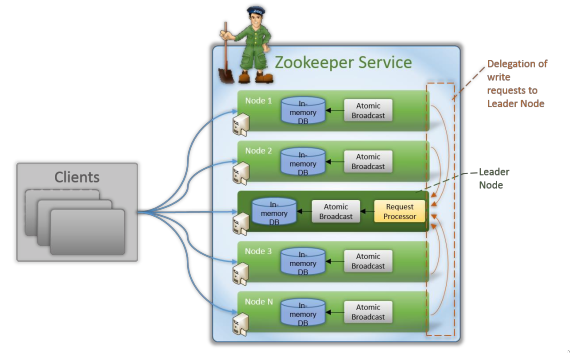 Zookeeper Service
Delegation of
write
requests to
Leader Node
Node 1
In-
memory
DB
Atomic
Broadcast
Node 2
In-
memory
DB
Atomic
Broadcast
Clients
Leader
Node
In-
memory
DB
Atomic
Broadcast
Request
Processor
Node 3
In-
memory
DB
Atomic
Broadcast
Node N
In-
memory
DB
Atomic
Broadcast